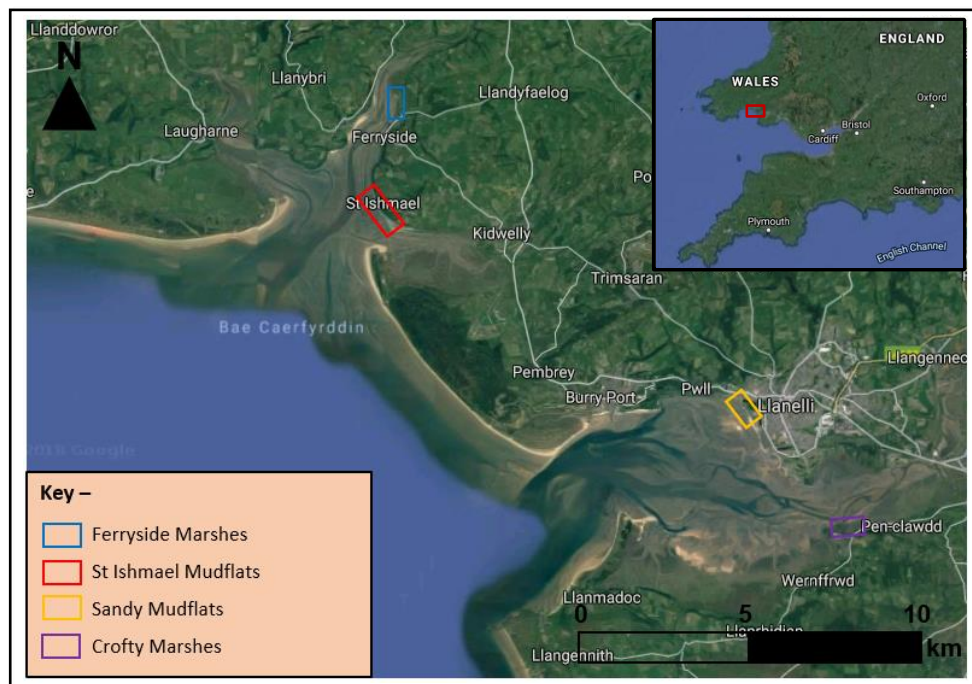 Llanddowror
N
Llanybri
Llandyfaelog
Laugharne
Ferryside
St Ishmael
Kidwelly
Trimsaran
Bae Caerfyrddin
Pembrey
Pwll
Burry Port
Llanelli
Llangennec
Pen-clawdd
Wernffrwd
Llanmadoc
Llanrhidian
Llangennith
0 5 10
km
ENGLAND
WALES
Oxford
Cardiff
Bristol
Southampton
Plymouth
English Channel
Key –
Ferryside Marshes
St Ishmael Mudflats
Sandy Mudflats
Crofty Marshes